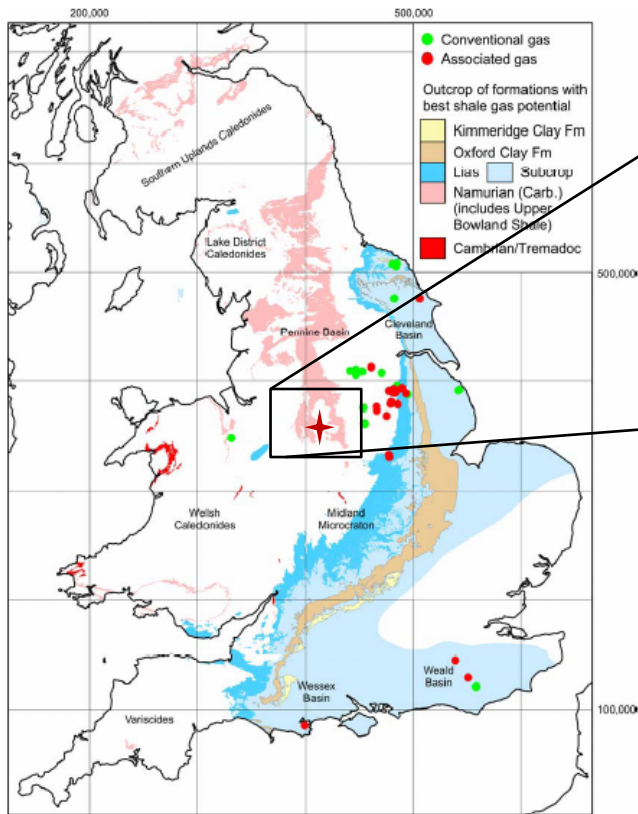 200,000
500,000
Conventional gas
Associated gas
Outcrop of formations with
best shale gas potential
Kimmeridge Clay Fm
Oxford Clay Fm
Lias
Subcrop
Namurian (Carb.)
(includes Upper
Bowland Shale)
Cambrian/Tremadoc
Southern Uplands Caledonides
Lake District
Caledonides
500,000
Pennine Basin
Cleveland
Basin
Welsh
Caledonides
Midland
Microcraton
Weald
Basin
Wessex
Basin
Variscides
100,000